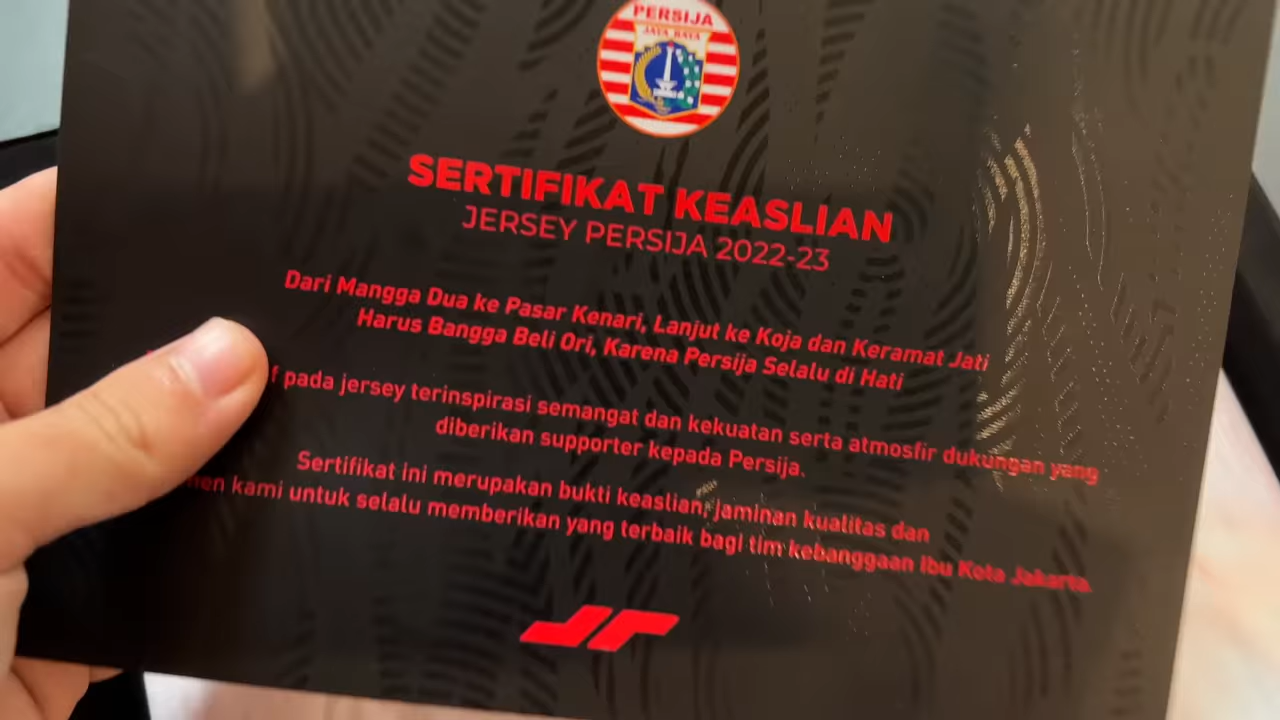 PERSIJA
JAYA RAYA
SERTIFIKAT KEASLIAN
JERSEY PERSIJA 2022-23
Dari Mangga Dua ke Pasar Kenari, Lanjut ke Koja dan Keramat Jati
Harus Bangga Beli Ori, Karena Persija Selalu di Hati
pada jersey terinspirasi semangat dan kekuatan serta atmosfir dukungan yang
diberikan supporter kepada Persija.
Sertifikat ini merupakan bukti keaslian, jaminan kualitas dan
kami untuk selalu memberikan yang terbaik bagi tim kebanggaan Ibu Kota Jakarta.